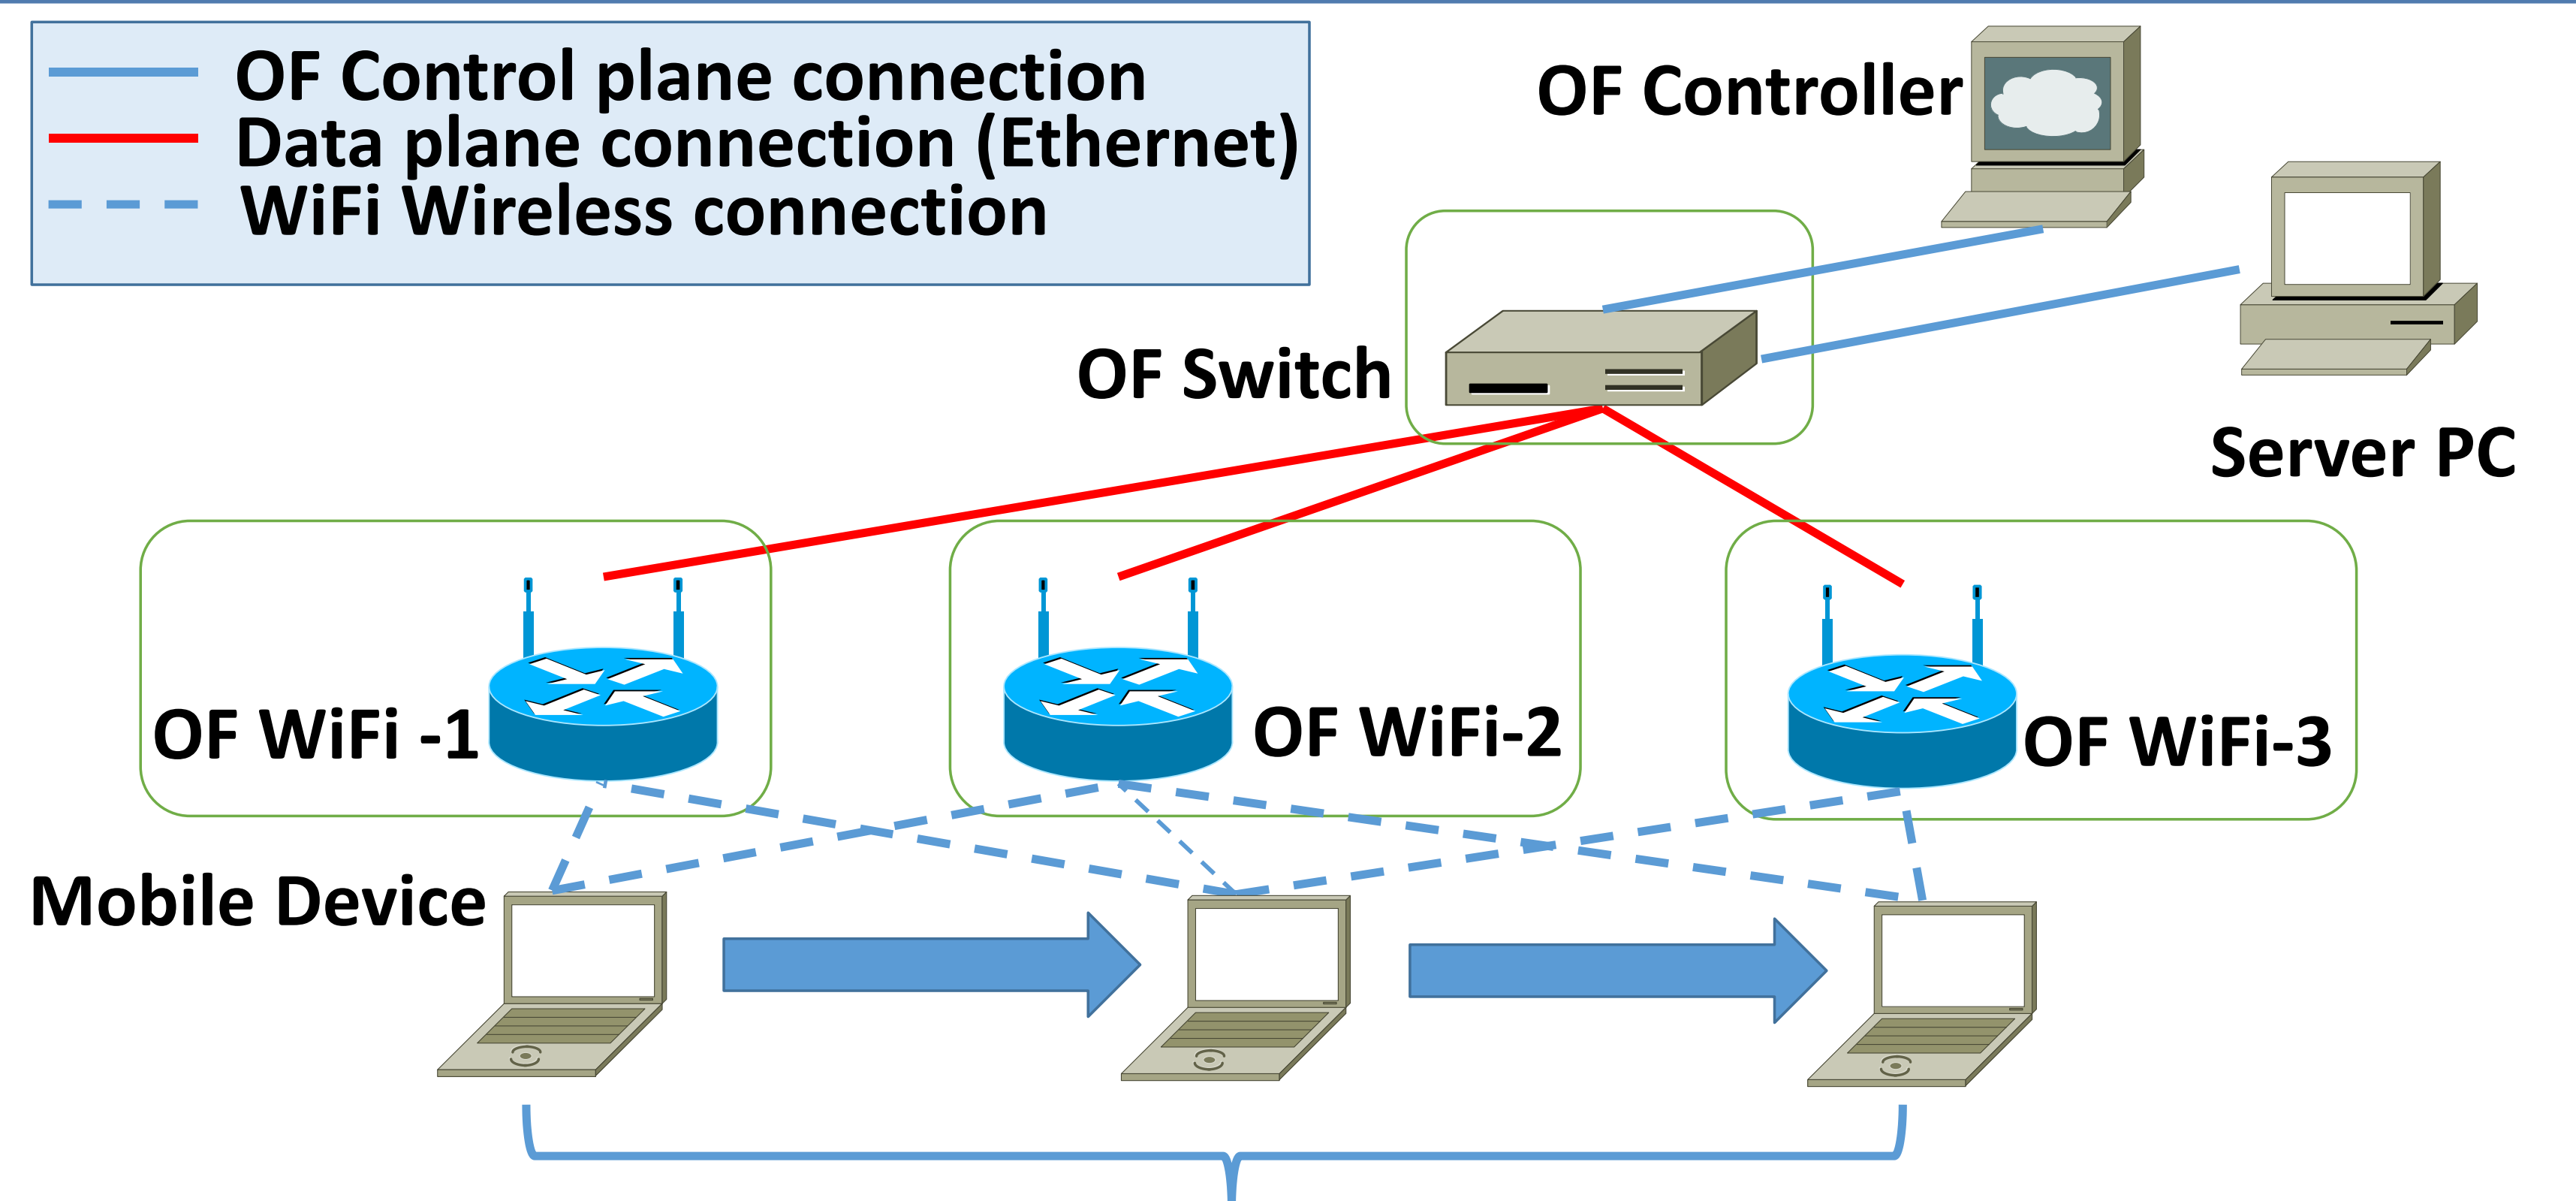 OF Control plane connection
Data plane connection (Ethernet)
WiFi Wireless connection
OF Controller
OF Switch
Server PC
OF WiFi -1
OF WiFi-2
OF WiFi-3
Mobile Device